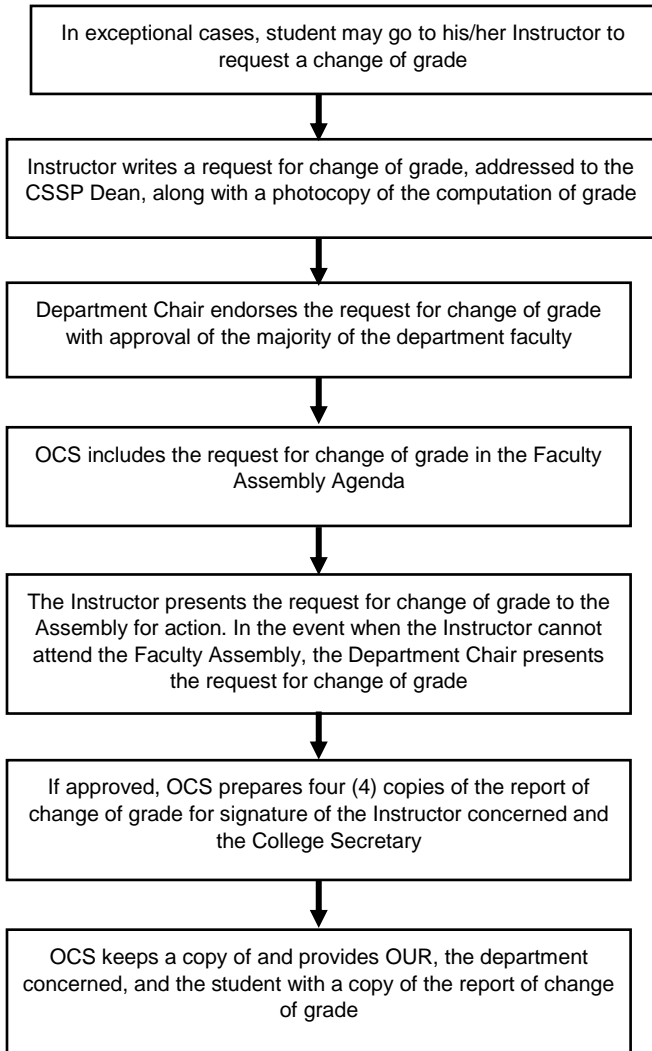 In exceptional cases, student may go to his/her Instructor to
request a change of grade
Instructor writes a request for change of grade, addressed to the
CSSP Dean, along with a photocopy of the computation of grade
Department Chair endorses the request for change of grade
with approval of the majority of the department faculty
OCS includes the request for change of grade in the Faculty
Assembly Agenda
The Instructor presents the request for change of grade to the
Assembly for action. In the event when the Instructor cannot
attend the Faculty Assembly, the Department Chair presents
the request for change of grade
If approved, OCS prepares four (4) copies of the report of
change of grade for signature of the Instructor concerned and
the College Secretary
OCS keeps a copy of and provides OUR, the department
concerned, and the student with a copy of the report of change
of grade